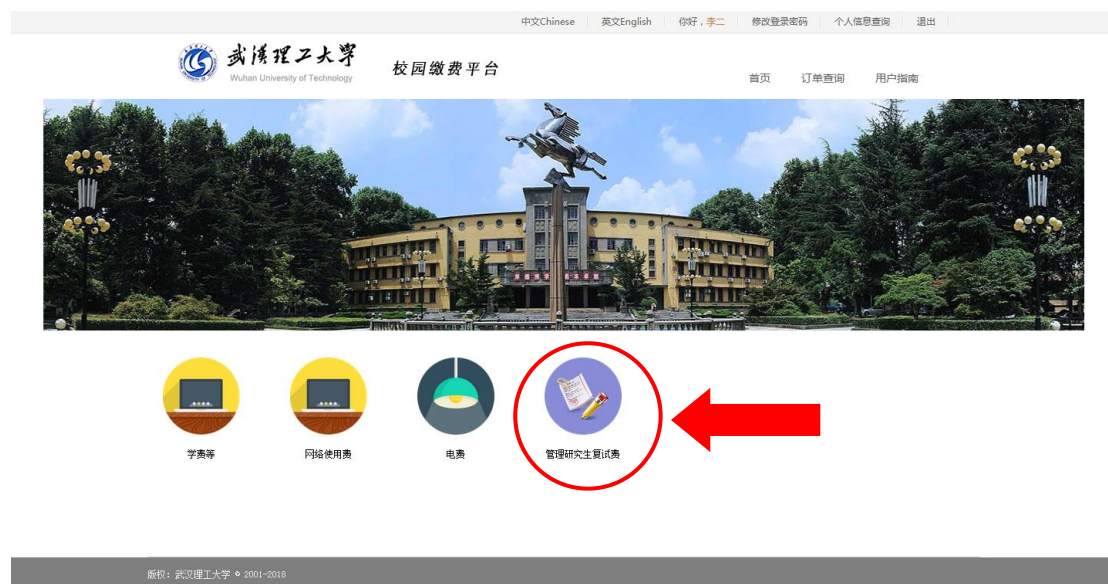 中文Chinese 英文English 你好，李二 修改登录密码 个人信息查询 退出
武汉理工大学
Wuhan University of Technology
校园缴费平台
首页 订单查询 用户指南
学费等 网络使用费 电费 管理研究生复试费
版权：武汉理工大学 © 2001-2018